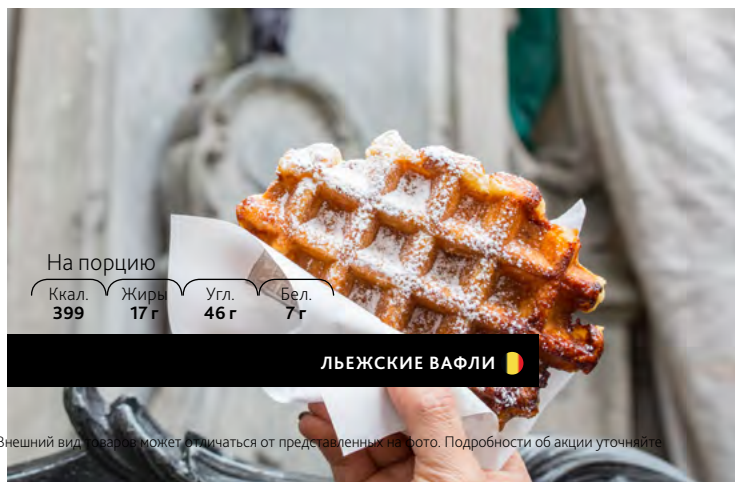 На порцию
Ккал. Жиры Угл. Бел.
399 17 г 46 г 7 г
ЛЬЕЖСКИЕ ВАФЛИ
Внешний вид товаров может отличаться от представленных на фото. Подробности об акции уточняйте